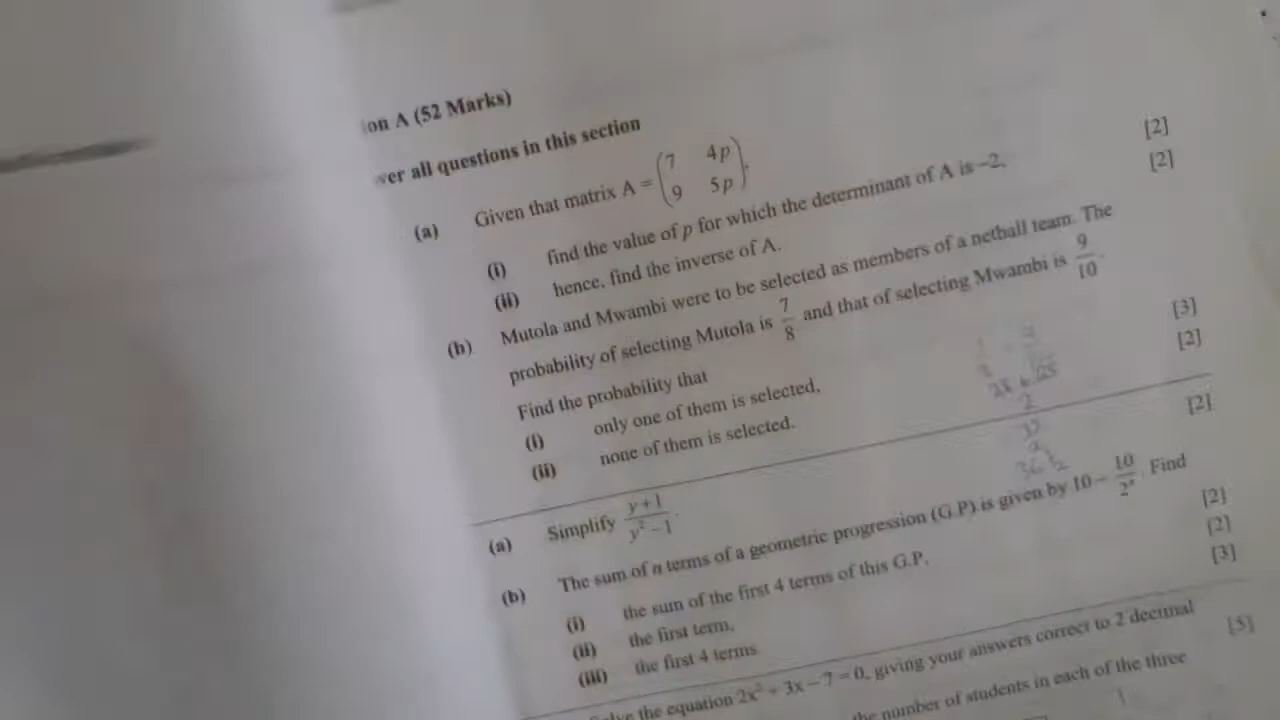 ion A (52 Marks)
wer all questions in this section
(a) Given that matrix A = (7 4p; 9 5p),
(i) find the value of p for which the determinant of A is –2, [2]
(ii) hence, find the inverse of A. [2]
(b) Mutola and Mwambi were to be selected as members of a netball team. The
probability of selecting Mutola is 7/8 and that of selecting Mwambi is 9/10.
Find the probability that
(i) only one of them is selected, [3]
(ii) none of them is selected. [2]
(a) Simplify (y + 1)/(y² – 1). [2]
(b) The sum of n terms of a geometric progression (G.P) is given by 10 – 10/2ⁿ. Find
(i) the sum of the first 4 terms of this G.P, [2]
(ii) the first term, [2]
(iii) the first 4 terms. [3]
the equation 2x² + 3x – 7 = 0, giving your answers correct to 2 decimal
[5]
the number of students in each of the three